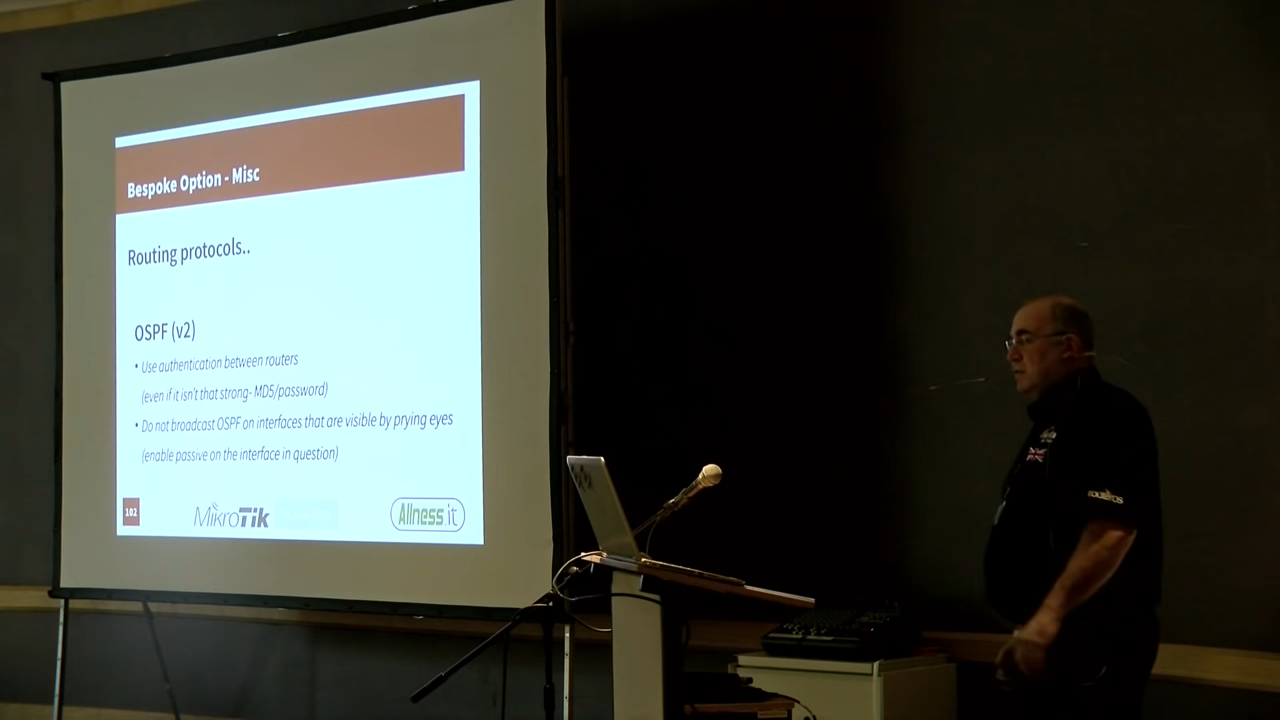 Bespoke Option - Misc
Routing protocols..
OSPF (v2)
• Use authentication between routers
(even if it isn't that strong- MD5/password)
• Do not broadcast OSPF on interfaces that are visible by prying eyes
(enable passive on the interface in question)
102
MikroTik
Allness.it
ROUTEROS